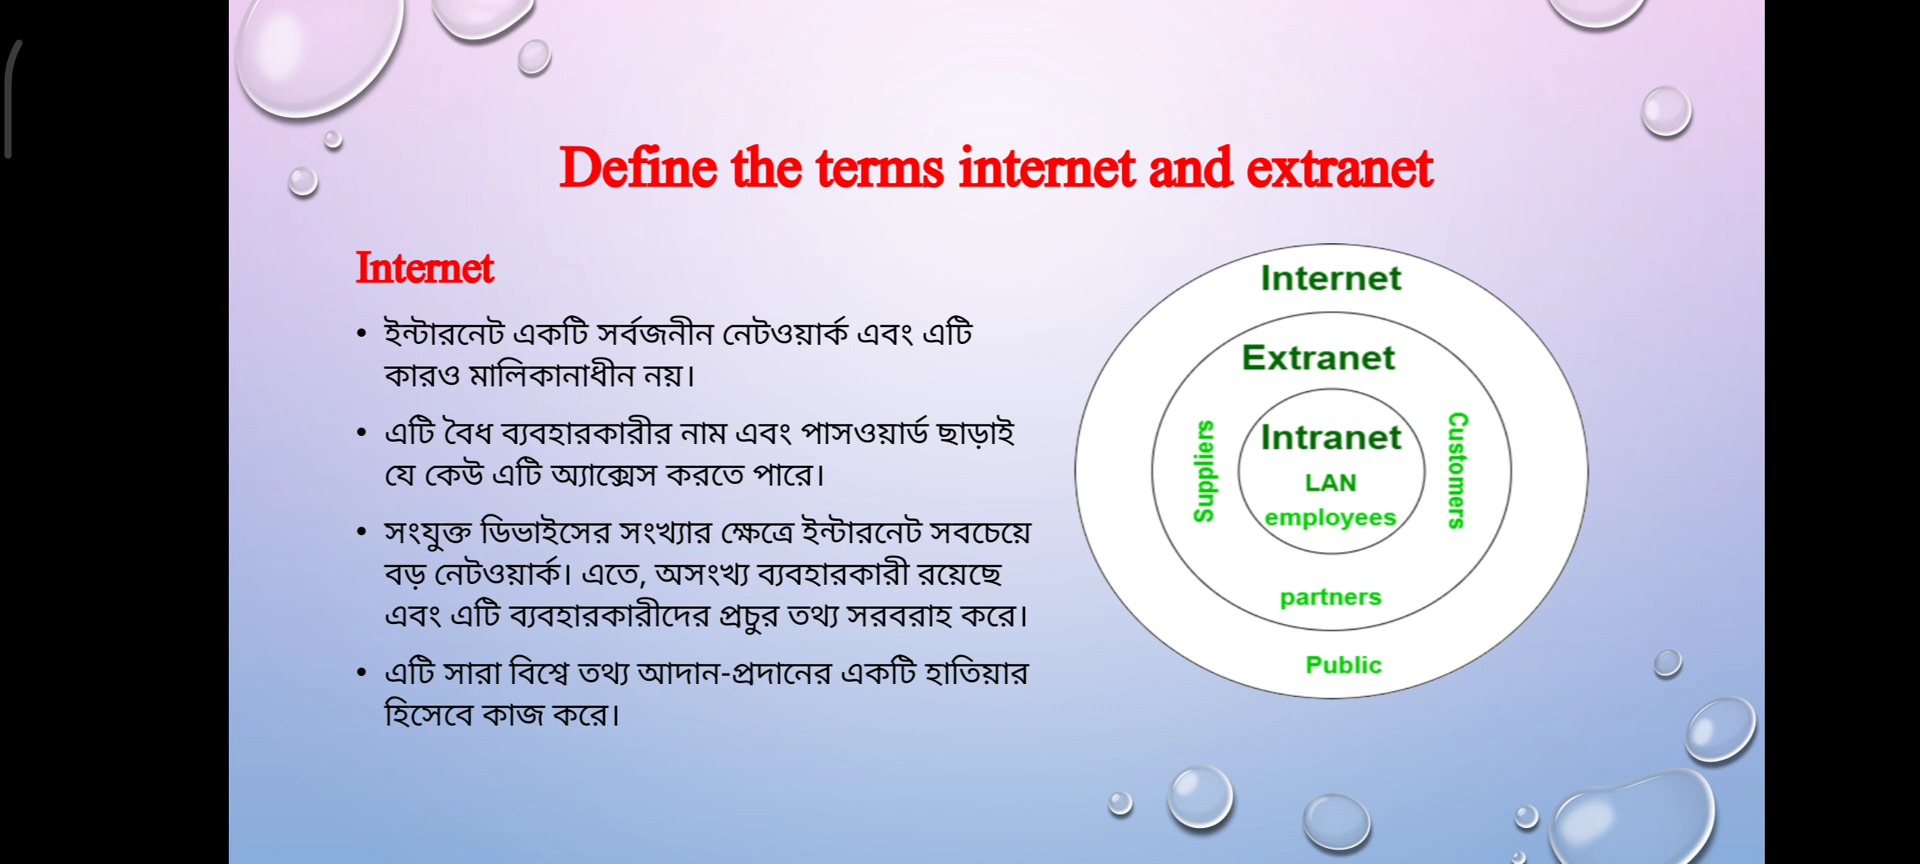 Define the terms internet and extranet
Internet
• ইন্টারনেট একটি সর্বজনীন নেটওয়ার্ক এবং এটি
কারও মালিকানাধীন নয়।
• এটি বৈধ ব্যবহারকারীর নাম এবং পাসওয়ার্ড ছাড়াই
যে কেউ এটি অ্যাক্সেস করতে পারে।
• সংযুক্ত ডিভাইসের সংখ্যার ক্ষেত্রে ইন্টারনেট সবচেয়ে
বড় নেটওয়ার্ক। এতে, অসংখ্য ব্যবহারকারী রয়েছে
এবং এটি ব্যবহারকারীদের প্রচুর তথ্য সরবরাহ করে।
• এটি সারা বিশ্বে তথ্য আদান-প্রদানের একটি হাতিয়ার
হিসেবে কাজ করে।
Internet
Extranet
Intranet
LAN
employees
Suppliers
Customers
partners
Public